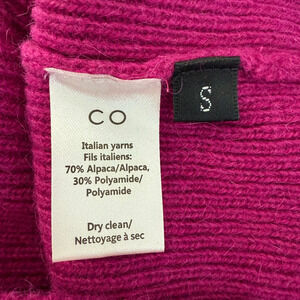 CO
Italian yarns
Fils italiens:
70% Alpaca/Alpaca,
30% Polyamide/
Polyamide
Dry clean/
Nettoyage à sec
S